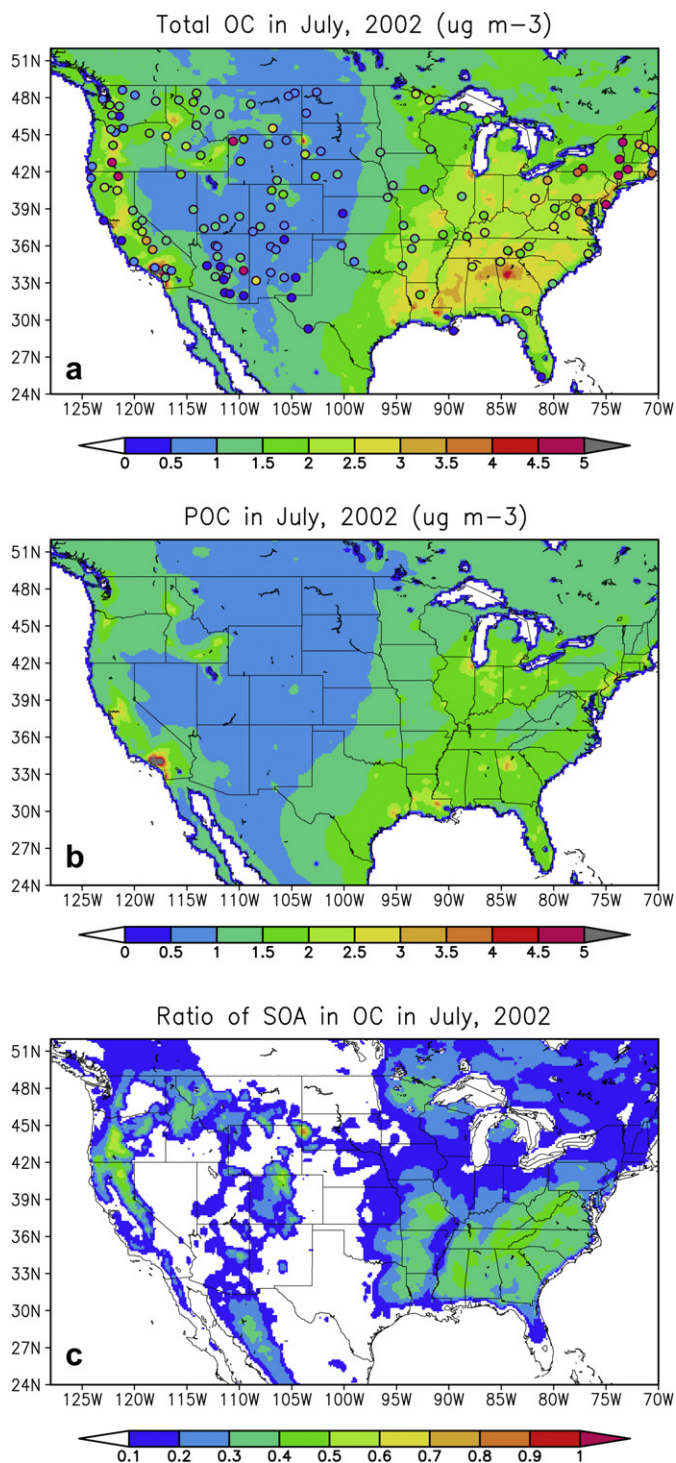 Total OC in July, 2002 (ug m-3)
51N
48N
45N
42N
39N
36N
33N
30N
27N
24N
a
125W 120W 115W 110W 105W 100W 95W 90W 85W 80W 75W 70W
0 0.5 1 1.5 2 2.5 3 3.5 4 4.5 5
POC in July, 2002 (ug m-3)
51N
48N
45N
42N
39N
36N
33N
30N
27N
24N
b
125W 120W 115W 110W 105W 100W 95W 90W 85W 80W 75W 70W
0 0.5 1 1.5 2 2.5 3 3.5 4 4.5 5
Ratio of SOA in OC in July, 2002
51N
48N
45N
42N
39N
36N
33N
30N
27N
24N
c
125W 120W 115W 110W 105W 100W 95W 90W 85W 80W 75W 70W
0.1 0.2 0.3 0.4 0.5 0.6 0.7 0.8 0.9 1